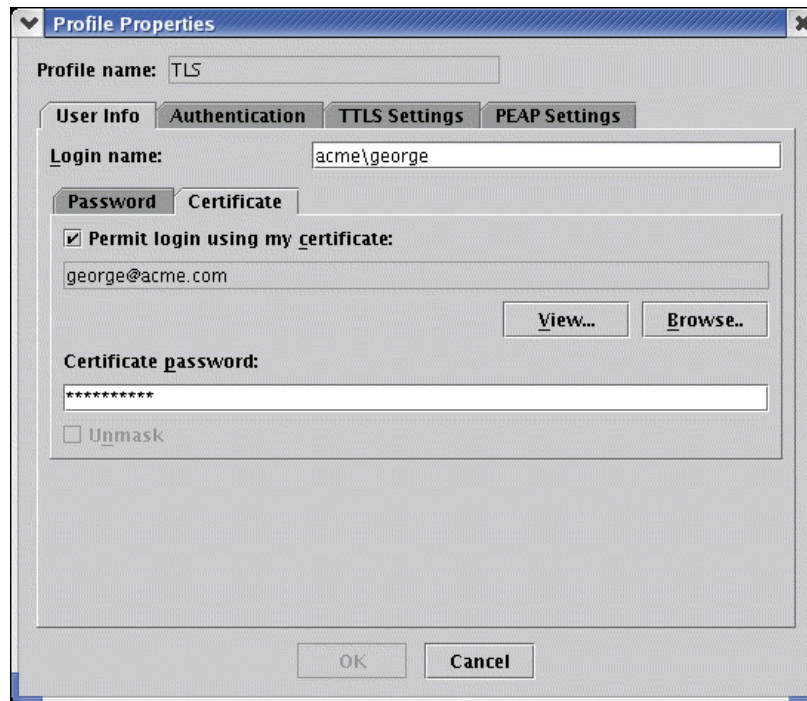 Profile Properties
Profile name: TLS
User Info Authentication TTLS Settings PEAP Settings
Login name: acme\george
Password Certificate
Permit login using my certificate:
george@acme.com
View... Browse..
Certificate password:
**********
Unmask
OK Cancel